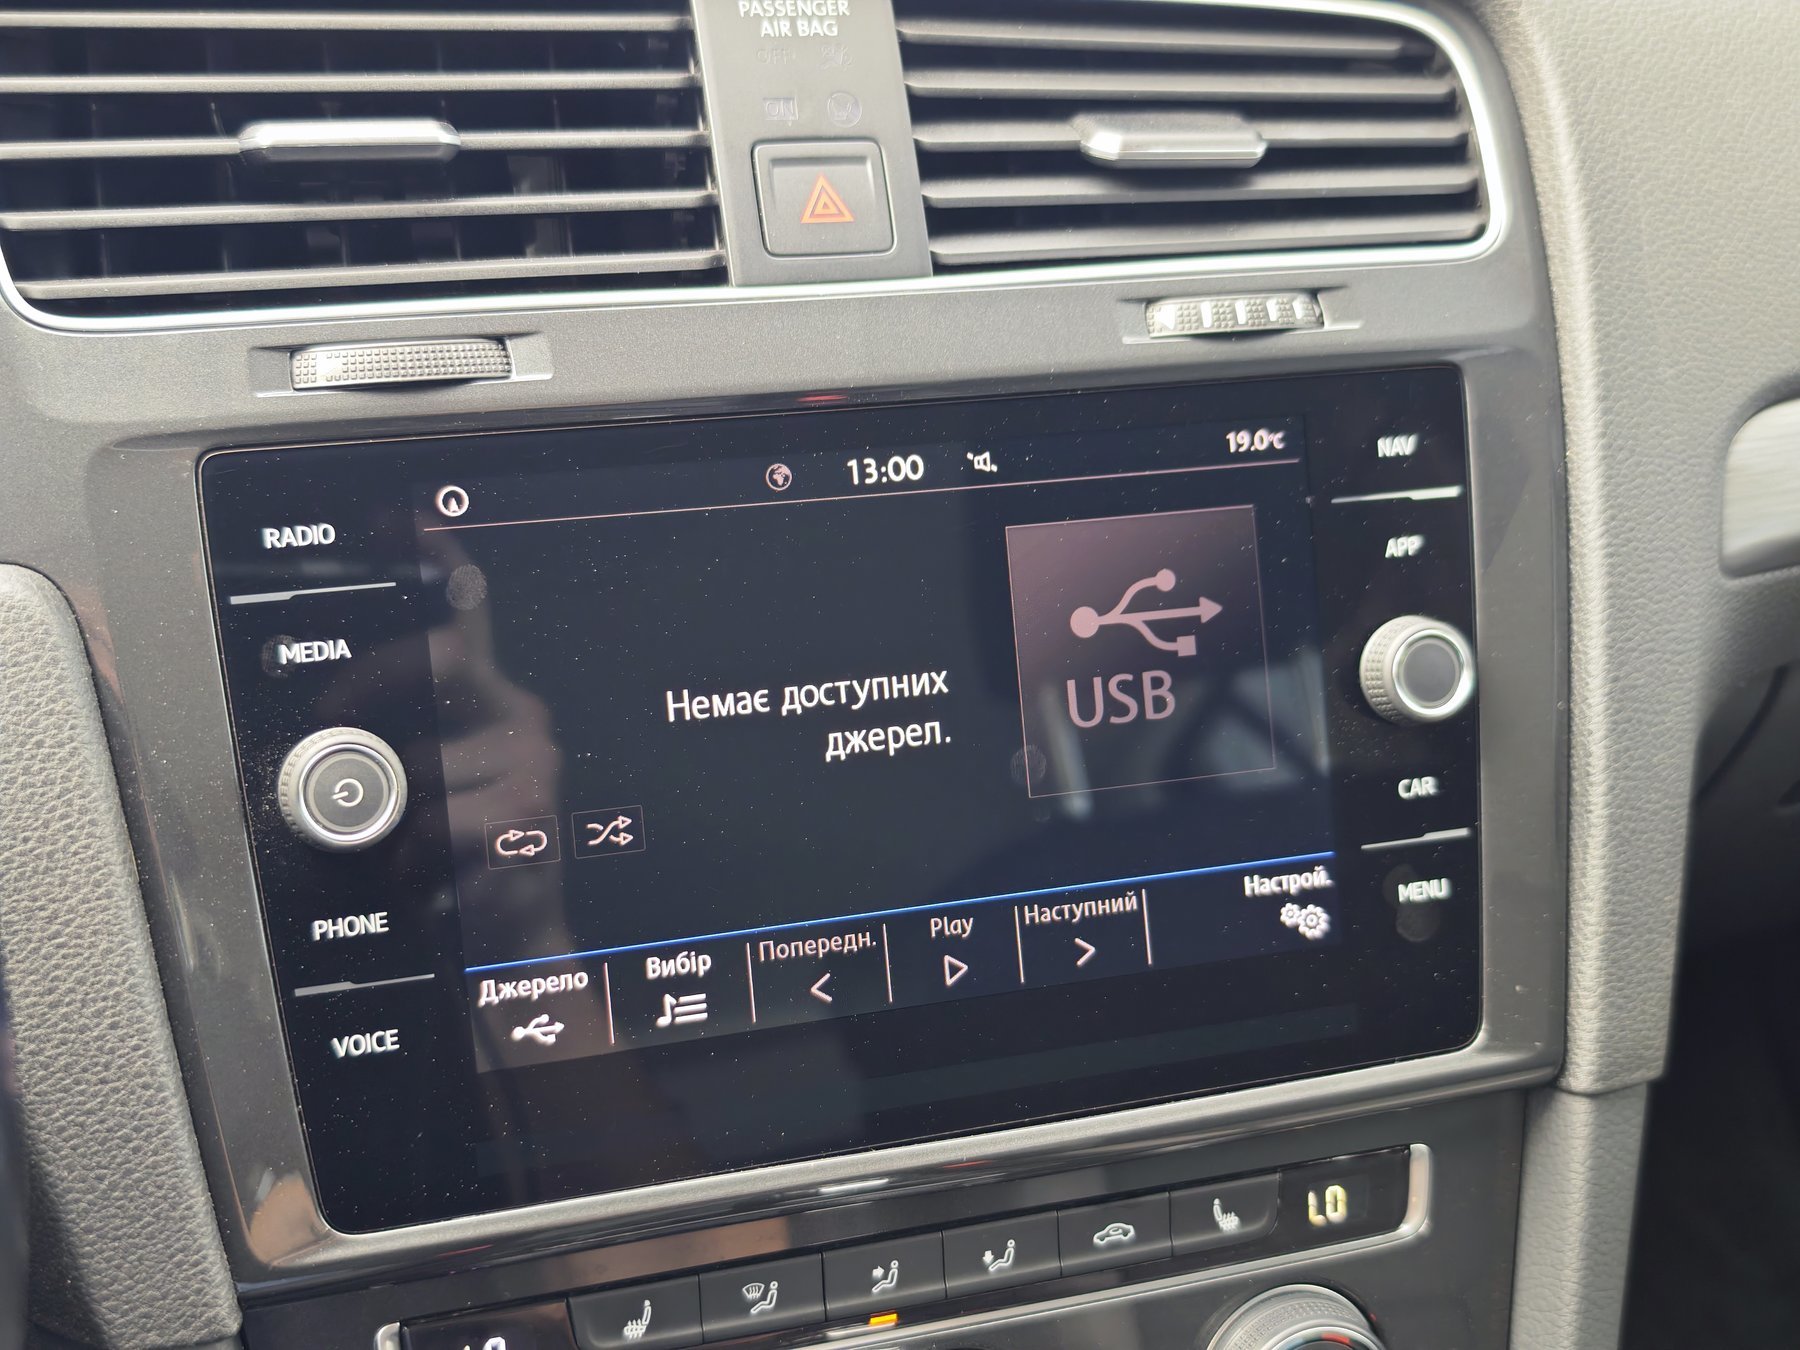 PASSENGER
AIR BAG
OFF
ON
13:00
19.0°C
NAV
RADIO
APP
MEDIA
USB
Немає доступних
джерел.
CAR
PHONE
MENU
VOICE
Джерело
Вибір
Попередн.
Play
Наступний
Настрой.
LO
LO